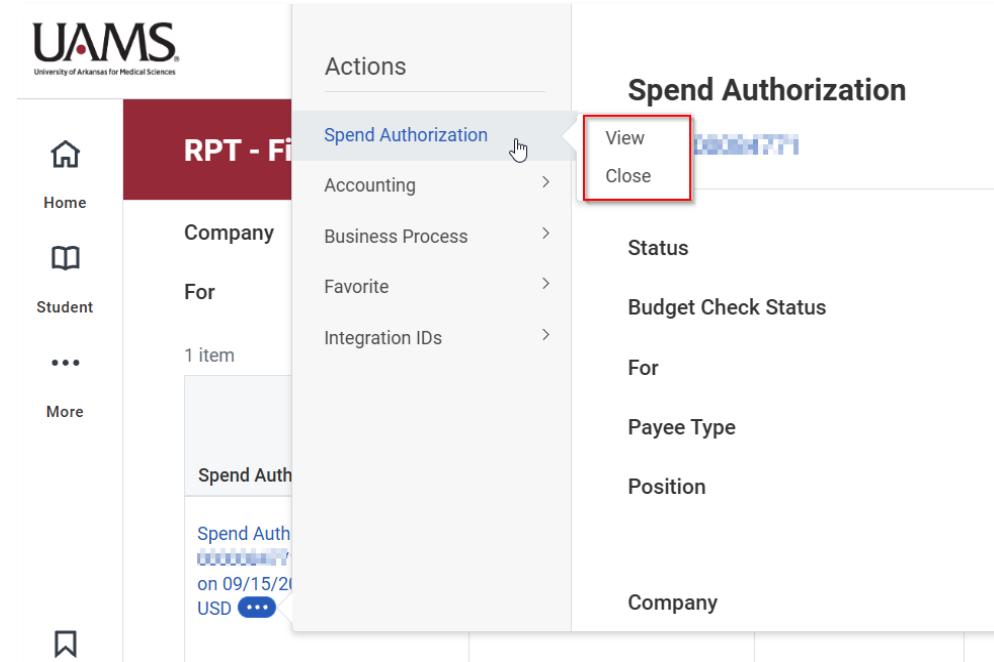 UAMS
University of Arkansas for Medical Sciences
Home
Student
More
RPT - Fi
Company
For
1 item
Spend Auth
Spend Auth
on 09/15/20
USD
Actions
Spend Authorization
Accounting
Business Process
Favorite
Integration IDs
View
Close
Spend Authorization
Status
Budget Check Status
For
Payee Type
Position
Company